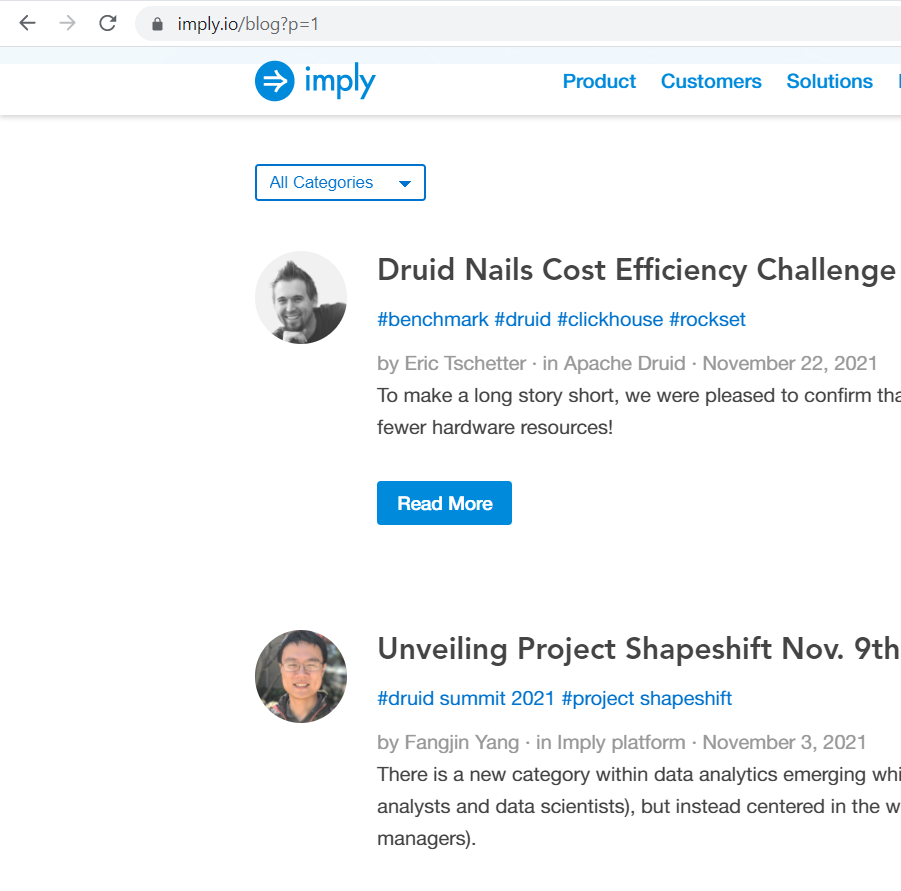 imply.io/blog?p=1
imply
Product Customers Solutions
All Categories
Druid Nails Cost Efficiency Challenge
#benchmark #druid #clickhouse #rockset
by Eric Tschetter · in Apache Druid · November 22, 2021
To make a long story short, we were pleased to confirm tha
fewer hardware resources!
Read More
Unveiling Project Shapeshift Nov. 9th
#druid summit 2021 #project shapeshift
by Fangjin Yang · in Imply platform · November 3, 2021
There is a new category within data analytics emerging whi
analysts and data scientists), but instead centered in the w
managers).